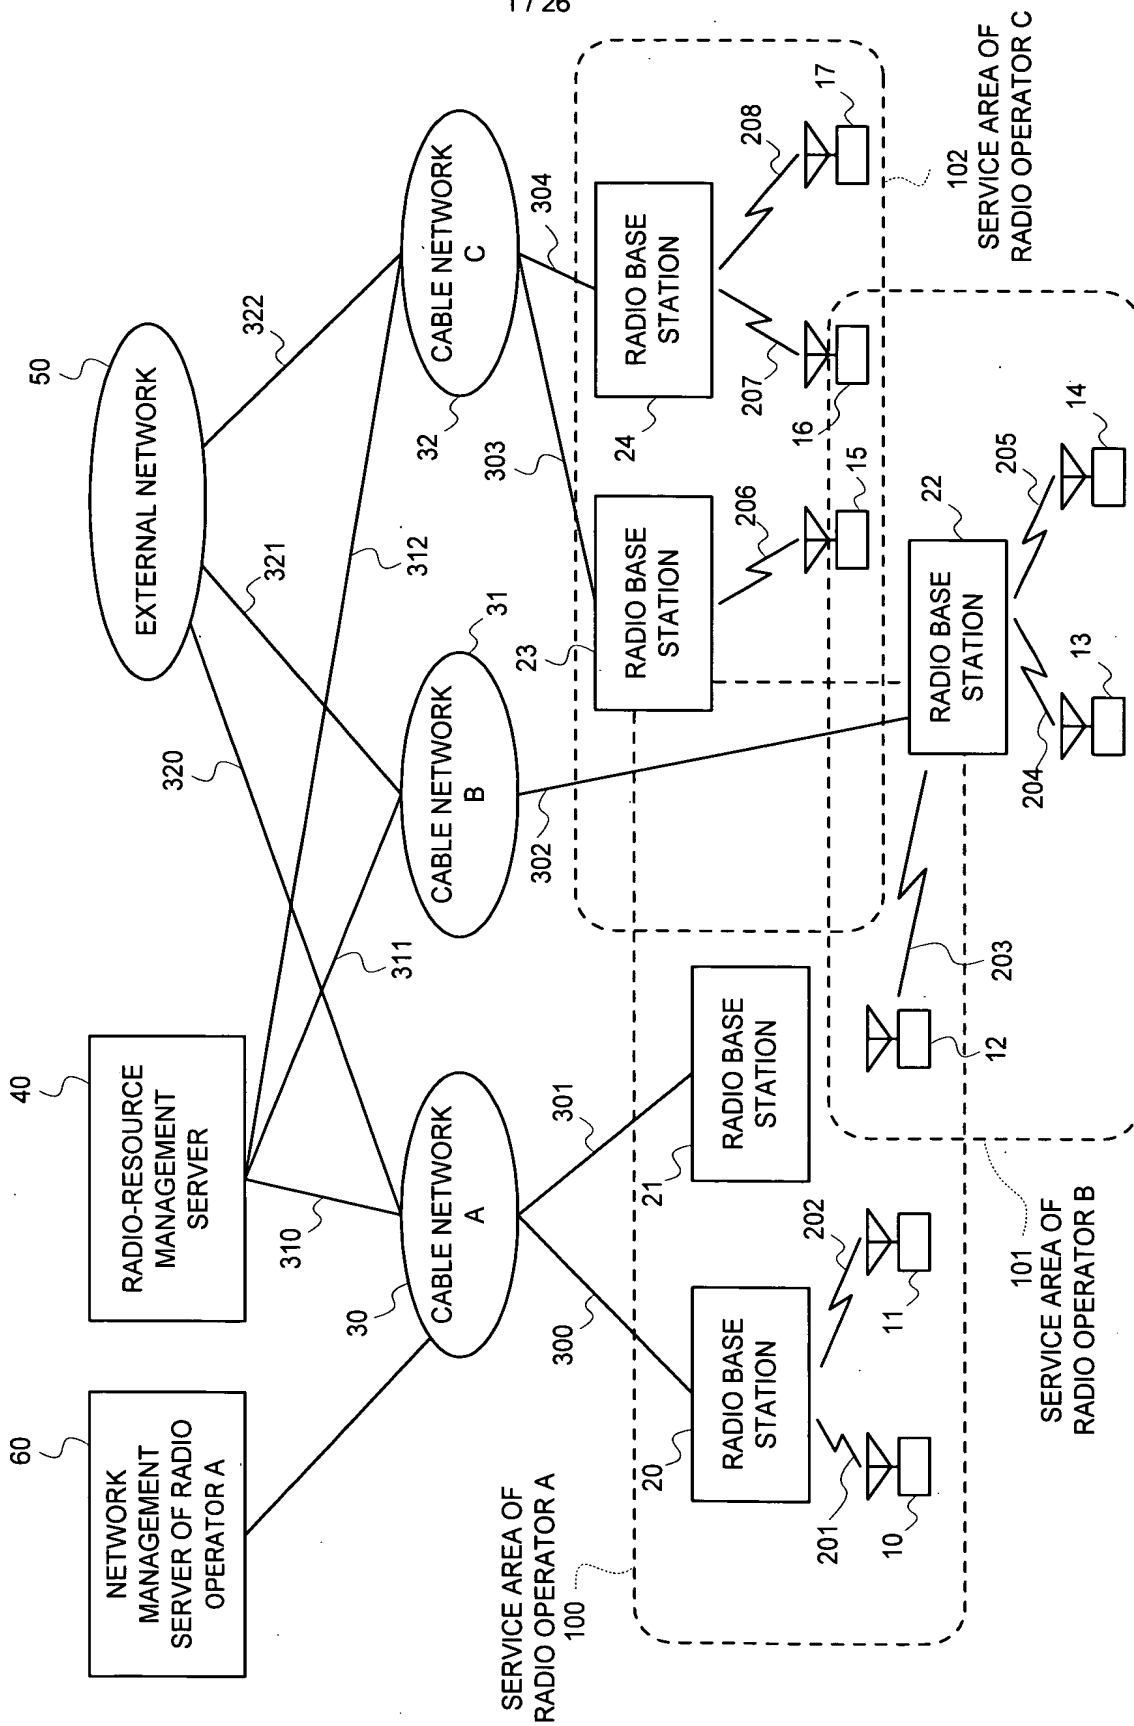 1 / 26
60
NETWORK
MANAGEMENT
SERVER OF RADIO
OPERATOR A
40
RADIO-RESOURCE
MANAGEMENT
SERVER
50
EXTERNAL NETWORK
310
311
312
320
321
322
30
CABLE NETWORK
A
31
CABLE NETWORK
B
32
CABLE NETWORK
C
300
301
302
303
304
SERVICE AREA OF
RADIO OPERATOR A
100
20
RADIO BASE
STATION
21
RADIO BASE
STATION
23
RADIO BASE
STATION
24
RADIO BASE
STATION
201
202
206
207
208
10
11
12
15
16
17
203
22
RADIO BASE
STATION
204
205
13
14
101
SERVICE AREA OF
RADIO OPERATOR B
102
SERVICE AREA OF
RADIO OPERATOR C